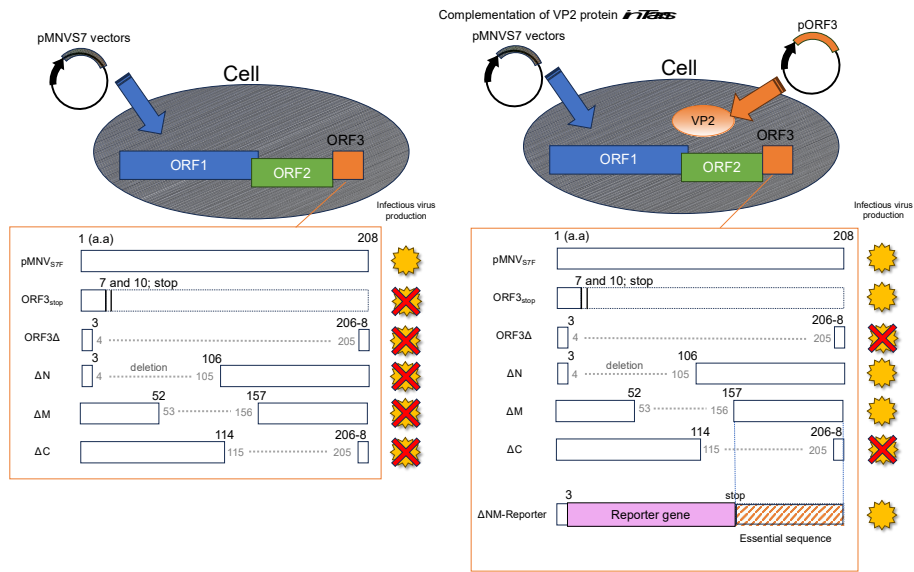 pMNVS7 vectors
Cell
ORF1
ORF2
ORF3
Infectious virus
production
1 (a.a)
208
pMNVS7F
7 and 10; stop
ORF3stop
3
206-8
ORF3Δ
4
205
3
106
ΔN
4
deletion
105
52
157
ΔM
53
156
114
206-8
ΔC
115
205
Complementation of VP2 protein
pMNVS7 vectors
pORF3
Cell
VP2
ORF3
ORF1
ORF2
Infectious virus
production
1 (a.a)
208
pMNVS7F
7 and 10; stop
ORF3stop
3
206-8
ORF3Δ
4
205
3
106
ΔN
4
deletion
105
52
157
ΔM
53
156
114
206-8
ΔC
115
205
3
stop
ΔNM-Reporter
Reporter gene
Essential sequence